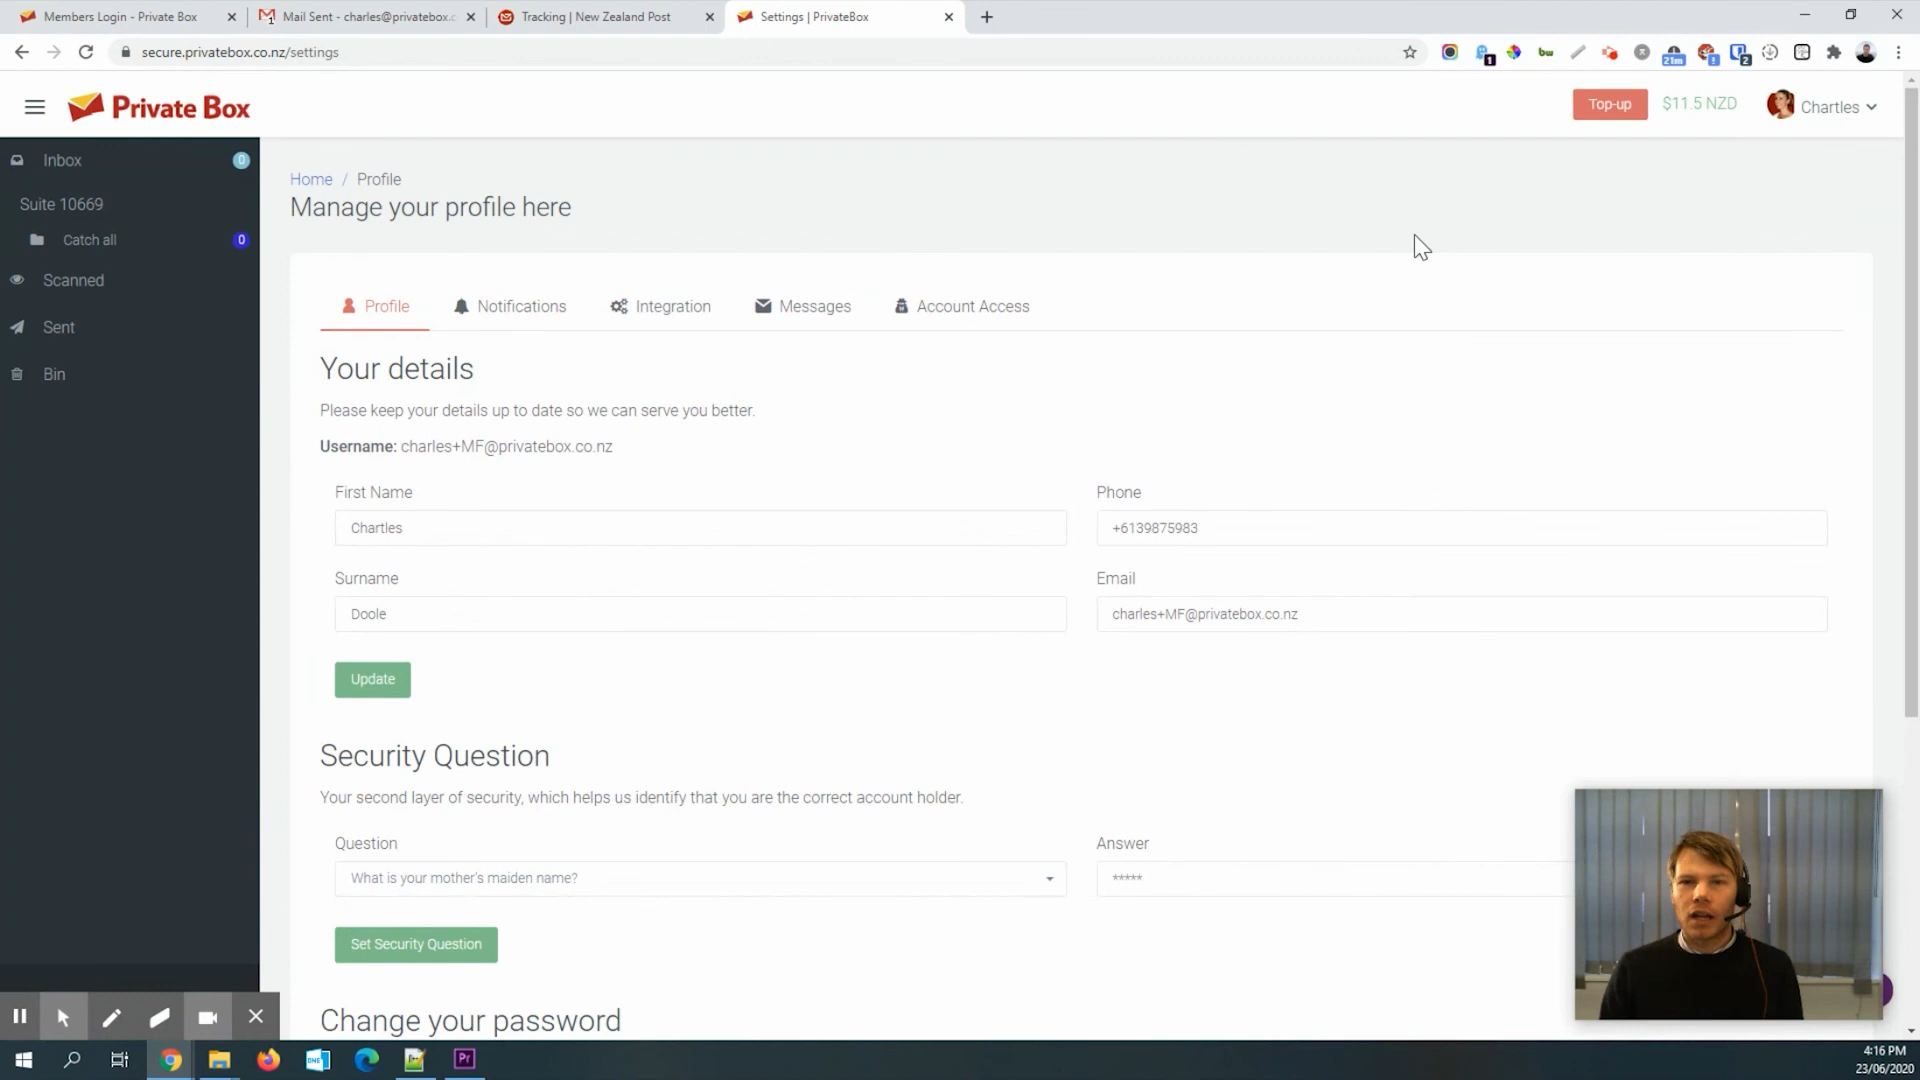 Members Login - Private Box
Mail Sent - charles@privatebox.c
Tracking | New Zealand Post
Settings | PrivateBox
secure.privatebox.co.nz/settings
1
bw
21m
!
2
Private Box
Top-up
$11.5 NZD
Chartles
Inbox
0
Suite 10669
Catch all
0
Scanned
Sent
Bin
Home / Profile
Manage your profile here
Profile
Notifications
Integration
Messages
Account Access
Your details
Please keep your details up to date so we can serve you better.
Username: charles+MF@privatebox.co.nz
First Name
Phone
Chartles
+6139875983
Surname
Email
Doole
charles+MF@privatebox.co.nz
Update
Security Question
Your second layer of security, which helps us identify that you are the correct account holder.
Question
Answer
What is your mother's maiden name?
*****
Set Security Question
Change your password
Pr
4:16 PM
23/06/2020